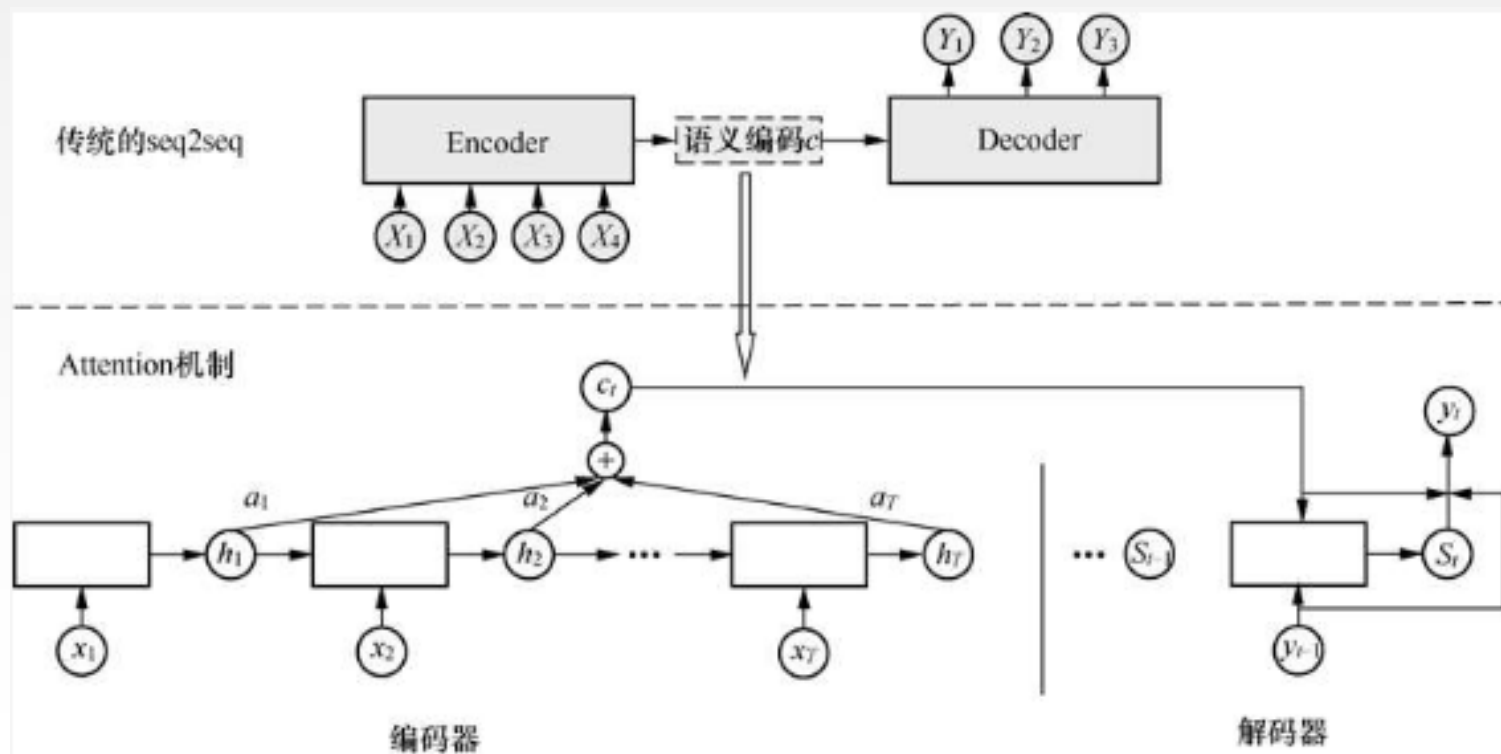 Y1 Y2 Y3
传统的seq2seq
Encoder
语义编码c
Decoder
X1 X2 X3 X4
Attention机制
ct
yt
+
a1 a2 aT
h1 h2 ··· hT ··· St-1 St
x1 x2 xT yt-1
编码器
解码器